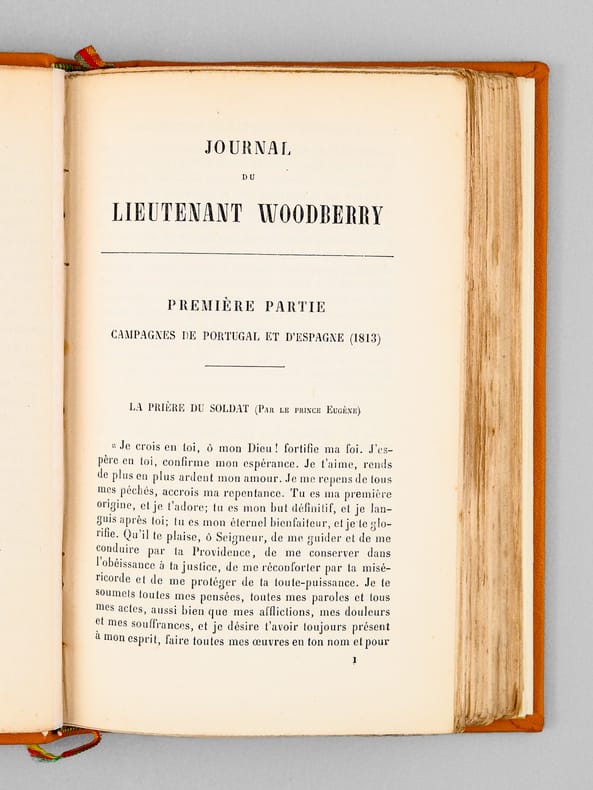 JOURNAL
DU
LIEUTENANT WOODBERRY
PREMIÈRE PARTIE
CAMPAGNES DE PORTUGAL ET D'ESPAGNE (1813)
LA PRIÈRE DU SOLDAT (Par le prince Eugène)
« Je crois en toi, ô mon Dieu ! fortifie ma foi. J'es-
père en toi, confirme mon espérance. Je t'aime, rends
de plus en plus ardent mon amour. Je me repens de tous
mes péchés, accrois ma repentance. Tu es ma première
origine, et je t'adore; tu es mon but définitif, et je lan-
guis après toi; tu es mon éternel bienfaiteur, et je te glo-
rifie. Qu'il te plaise, ô Seigneur, de me guider et de me
conduire par ta Providence, de me conserver dans
l'obéissance à ta justice, de me réconforter par ta misé-
ricorde et de me protéger de ta toute-puissance. Je te
soumets toutes mes pensées, toutes mes paroles et tous
mes actes, aussi bien que mes afflictions, mes douleurs
et mes souffrances, et je désire t'avoir toujours présent
à mon esprit, faire toutes mes œuvres en ton nom et pour
1